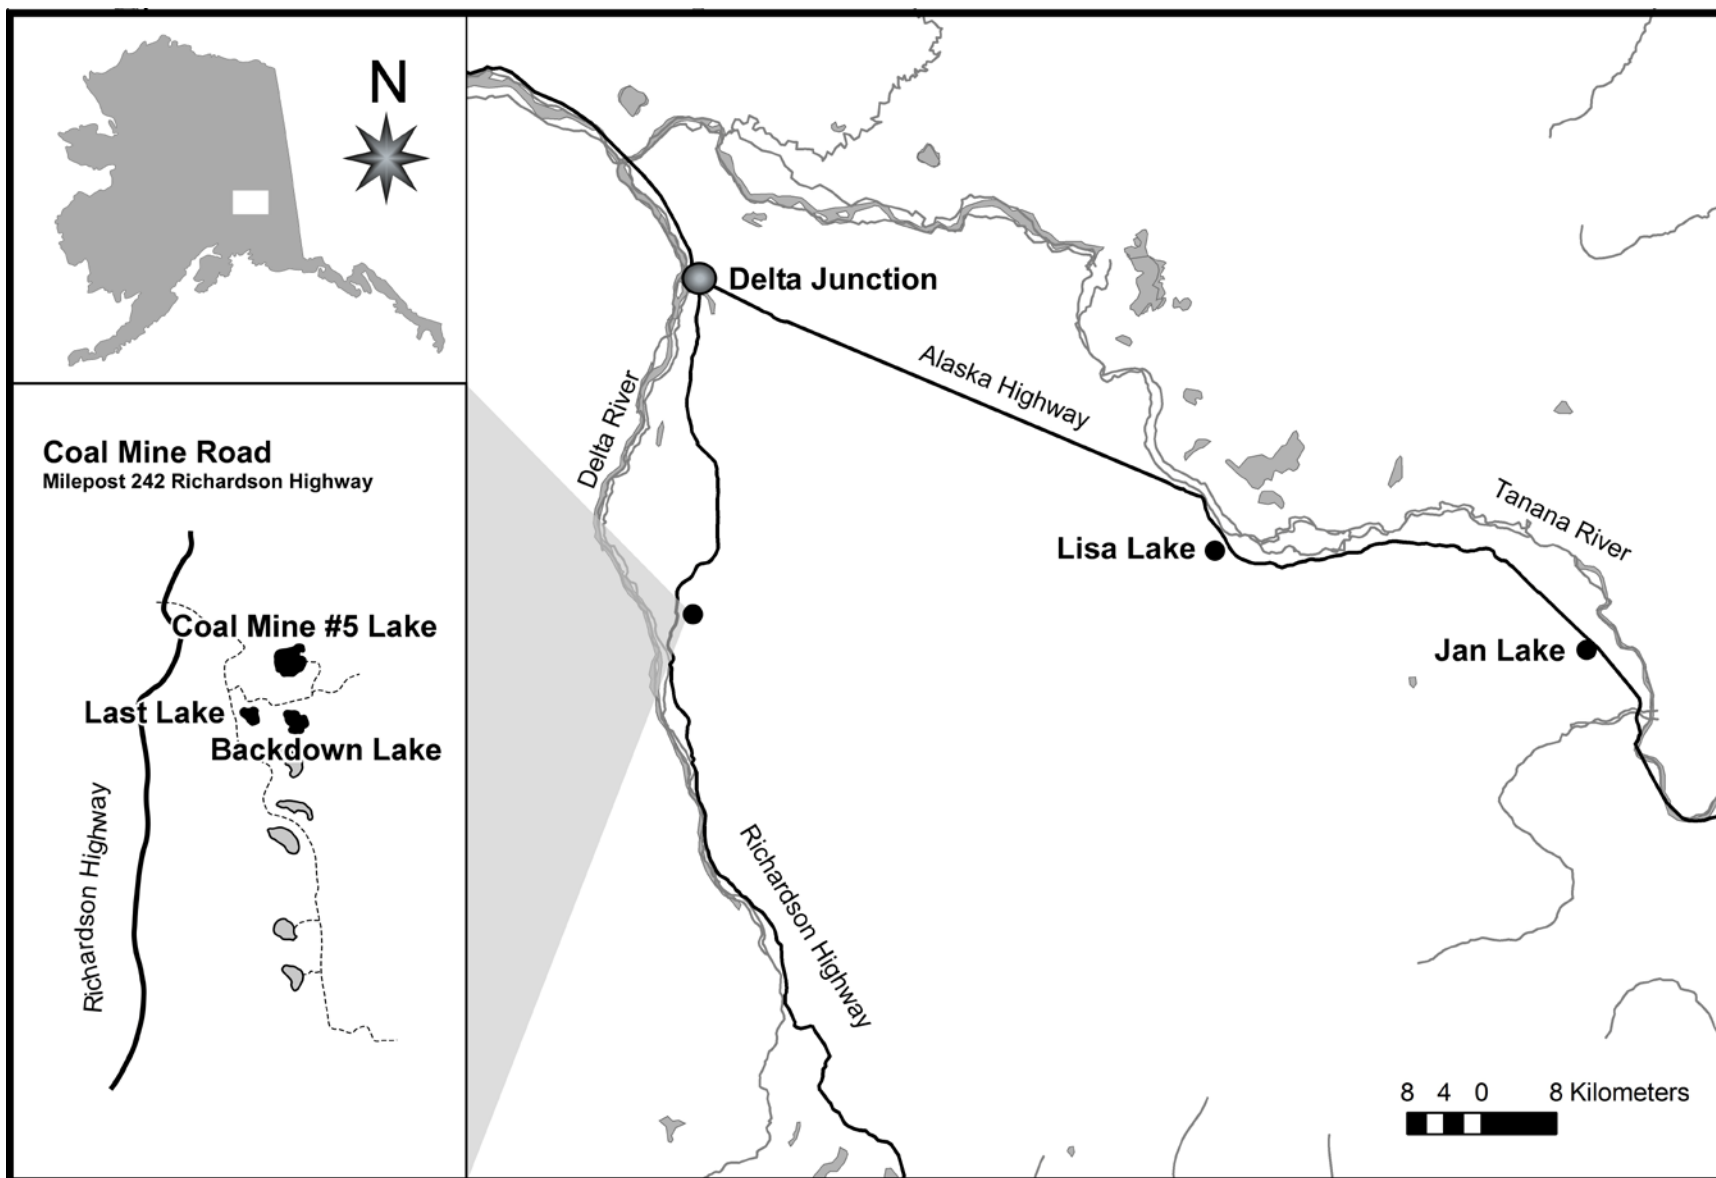 N
Delta Junction
Alaska Highway
Delta River
Coal Mine Road
Milepost 242 Richardson Highway
Tanana River
Lisa Lake
Coal Mine #5 Lake
Jan Lake
Last Lake
Backdown Lake
Richardson Highway
Richardson Highway
8 4 0 8 Kilometers